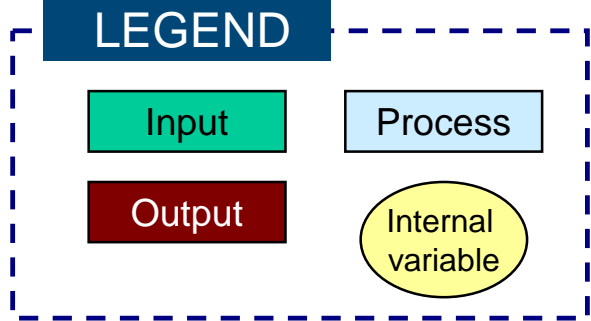 LEGEND
Input
Process
Output
Internal
variable